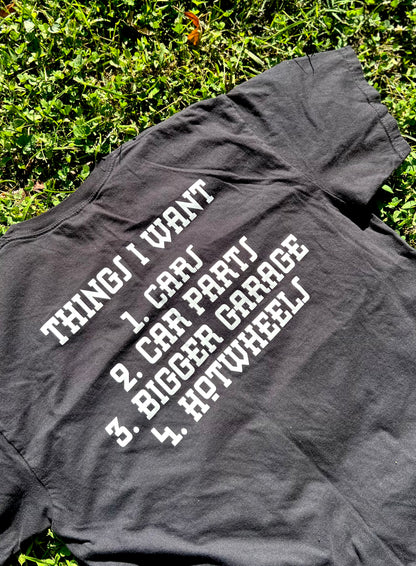 THINGS I WANT
1. CARS
2. CAR PARTS
3. BIGGER GARAGE
4. HOTWHEELS